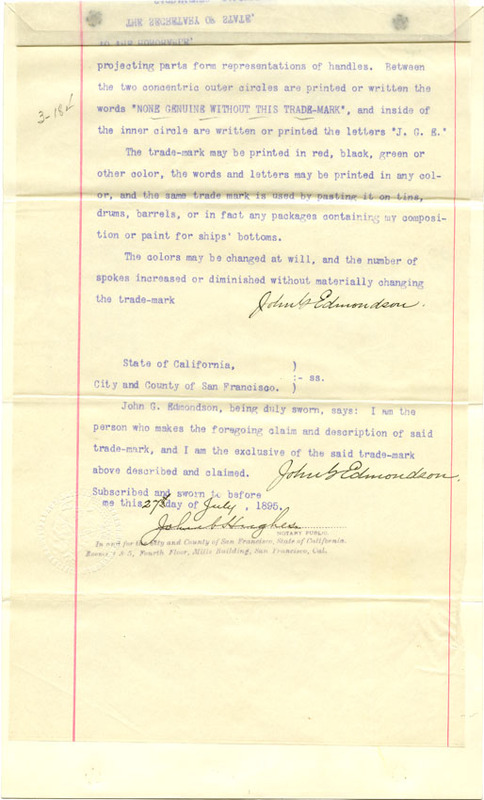 THE SECRETARY OF STATE,
3-182
projecting parts form representations of handles. Between
the two concentric outer circles are printed or written the
words "NONE GENUINE WITHOUT THIS TRADE-MARK", and inside of
the inner circle are written or printed the letters "J. G. E."
The trade-mark may be printed in red, black, green or
other color, the words and letters may be printed in any col-
or, and the same trade mark is used by pasting it on tins,
drums, barrels, or in fact any packages containing my composi-
tion or paint for ships' bottoms.
The colors may be changed at will, and the number of
spokes increased or diminished without materially changing
the trade-mark John G Edmondson.
State of California, )
:- ss.
City and County of San Francisco. )
John G. Edmondson, being duly sworn, says: I am the
person who makes the foregoing claim and description of said
trade-mark, and I am the exclusive of the said trade-mark
above described and claimed. John G Edmondson.
Subscribed and sworn to before
me this 27th day of July, 1895.
John C Hughes
NOTARY PUBLIC
In and for the City and County of San Francisco, State of California.
Rooms 4 & 5, Fourth Floor, Mills Building, San Francisco, Cal.